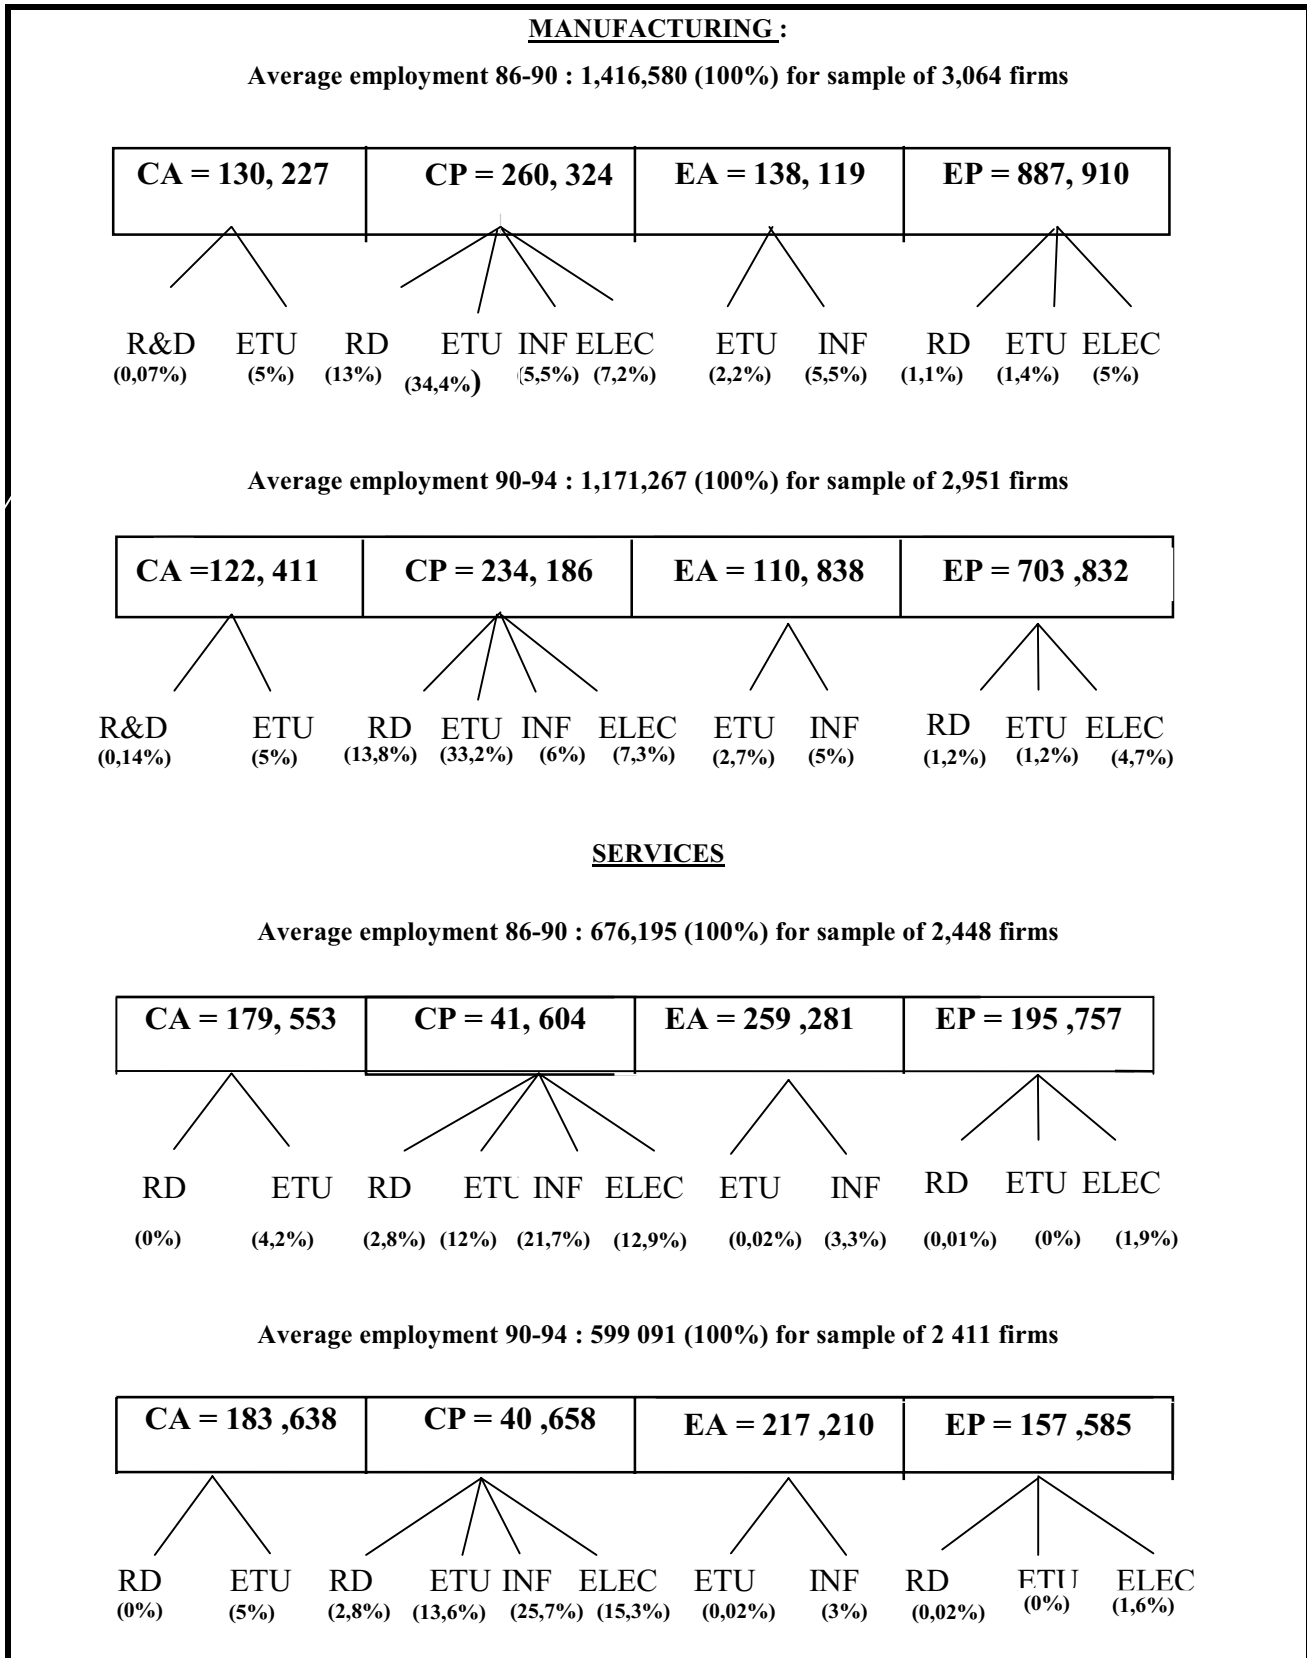 MANUFACTURING :
Average employment 86-90 : 1,416,580 (100%) for sample of 3,064 firms
CA = 130, 227 CP = 260, 324 EA = 138, 119 EP = 887, 910
R&D ETU RD ETU INF ELEC ETU INF RD ETU ELEC
(0,07%) (5%) (13%) (34,4%) (5,5%) (7,2%) (2,2%) (5,5%) (1,1%) (1,4%) (5%)
Average employment 90-94 : 1,171,267 (100%) for sample of 2,951 firms
CA =122, 411 CP = 234, 186 EA = 110, 838 EP = 703 ,832
R&D ETU RD ETU INF ELEC ETU INF RD ETU ELEC
(0,14%) (5%) (13,8%) (33,2%) (6%) (7,3%) (2,7%) (5%) (1,2%) (1,2%) (4,7%)
SERVICES
Average employment 86-90 : 676,195 (100%) for sample of 2,448 firms
CA = 179, 553 CP = 41, 604 EA = 259 ,281 EP = 195 ,757
RD ETU RD ETU INF ELEC ETU INF RD ETU ELEC
(0%) (4,2%) (2,8%) (12%) (21,7%) (12,9%) (0,02%) (3,3%) (0,01%) (0%) (1,9%)
Average employment 90-94 : 599 091 (100%) for sample of 2 411 firms
CA = 183 ,638 CP = 40 ,658 EA = 217 ,210 EP = 157 ,585
RD ETU RD ETU INF ELEC ETU INF RD ETU ELEC
(0%) (5%) (2,8%) (13,6%) (25,7%) (15,3%) (0,02%) (3%) (0,02%) (0%) (1,6%)